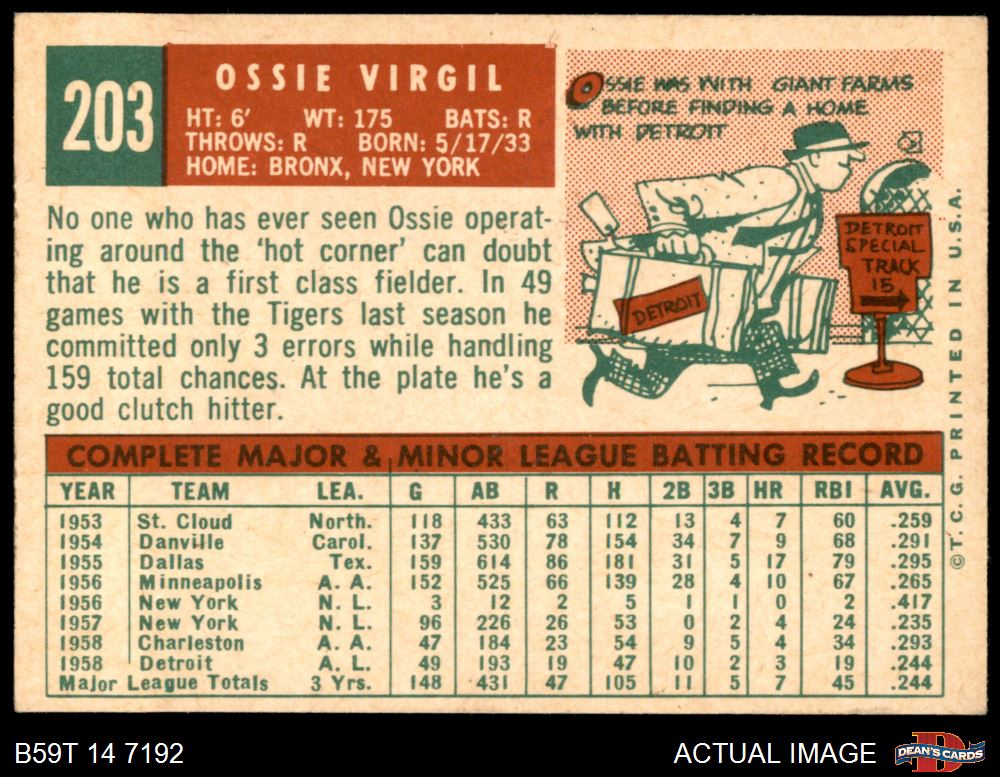 203
OSSIE VIRGIL
HT: 6' WT: 175 BATS: R
THROWS: R BORN: 5/17/33
HOME: BRONX, NEW YORK
OSSIE WAS WITH GIANT FARMS
BEFORE FINDING A HOME
WITH DETROIT
DETROIT
SPECIAL
TRACK
15
DETROIT
No one who has ever seen Ossie operat-
ing around the 'hot corner' can doubt
that he is a first class fielder. In 49
games with the Tigers last season he
committed only 3 errors while handling
159 total chances. At the plate he's a
good clutch hitter.
COMPLETE MAJOR & MINOR LEAGUE BATTING RECORD
YEAR TEAM LEA. G AB R H 2B 3B HR RBI AVG.
1953 St. Cloud North. 118 433 63 112 13 4 7 60 .259
1954 Danville Carol. 137 530 78 154 34 7 9 68 .291
1955 Dallas Tex. 159 614 86 181 31 5 17 79 .295
1956 Minneapolis A. A. 152 525 66 139 28 4 10 67 .265
1956 New York N. L. 3 12 2 5 1 1 0 2 .417
1957 New York N. L. 96 226 26 53 0 2 4 24 .235
1958 Charleston A. A. 47 184 23 54 9 5 4 34 .293
1958 Detroit A. L. 49 193 19 47 10 2 3 19 .244
Major League Totals 3 Yrs. 148 431 47 105 11 5 7 45 .244
©T. C. G. PRINTED IN U.S.A.
B59T 14 7192
ACTUAL IMAGE
D
DEAN'S CARDS